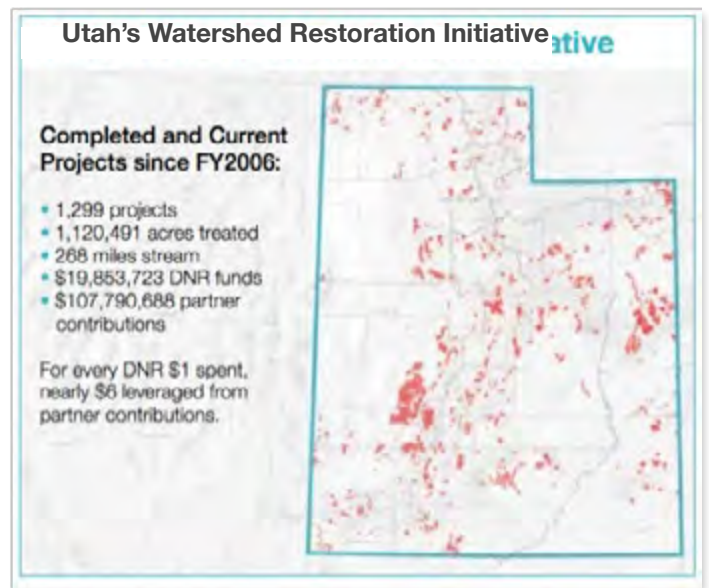 Utah's Watershed Restoration Initiative
ative
Completed and Current
Projects since FY2006:
• 1,299 projects
• 1,120,491 acres treated
• 268 miles stream
• $19,853,723 DNR funds
• $107,790,688 partner
contributions
For every DNR $1 spent,
nearly $6 leveraged from
partner contributions.